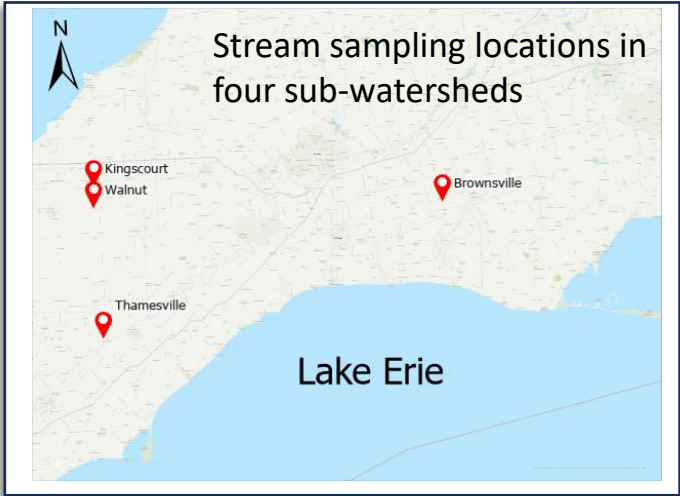 N
Stream sampling locations in
four sub-watersheds
Kingscourt
Walnut
Brownsville
Thamesville
Lake Erie